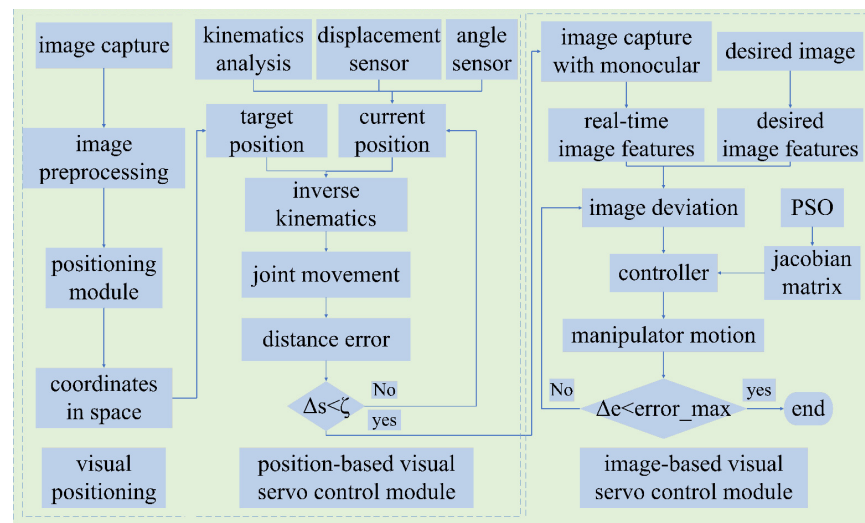 image capture
image
preprocessing
positioning
module
coordinates
in space
visual
positioning
kinematics
analysis
displacement
sensor
angle
sensor
target
position
current
position
inverse
kinematics
joint movement
distance error
Δs<ζ
No
yes
position-based visual
servo control module
image capture
with monocular
desired image
real-time
image features
desired
image features
image deviation
PSO
controller
jacobian
matrix
manipulator motion
No
Δe<error_max
yes
end
image-based visual
servo control module